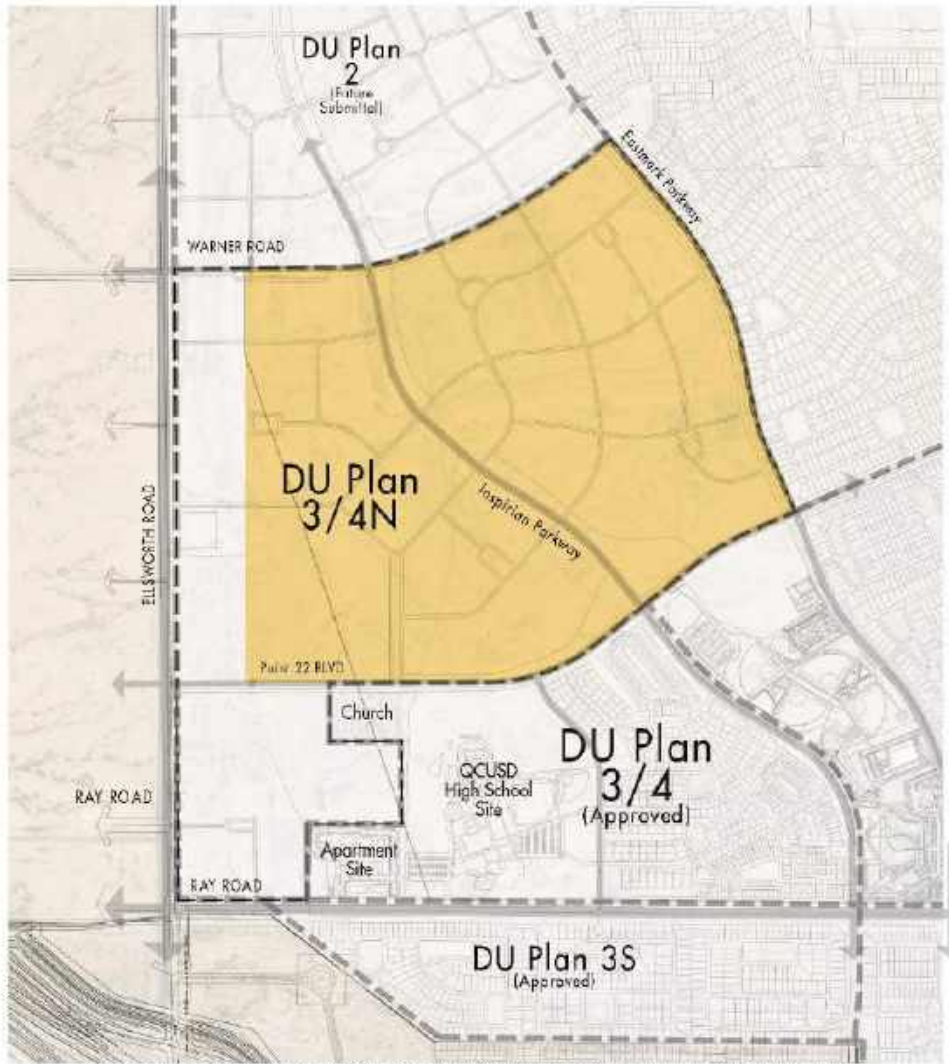 DU Plan
2
(Future
Submittal)
Eastmark Parkway
WARNER ROAD
DU Plan
3/4N
Inspirian Parkway
ELLSWORTH ROAD
Point 22 BLVD
Church
DU Plan
3/4
(Approved)
QCUSD
High School
Site
RAY ROAD
Apartment
Site
RAY ROAD
DU Plan 3S
(Approved)